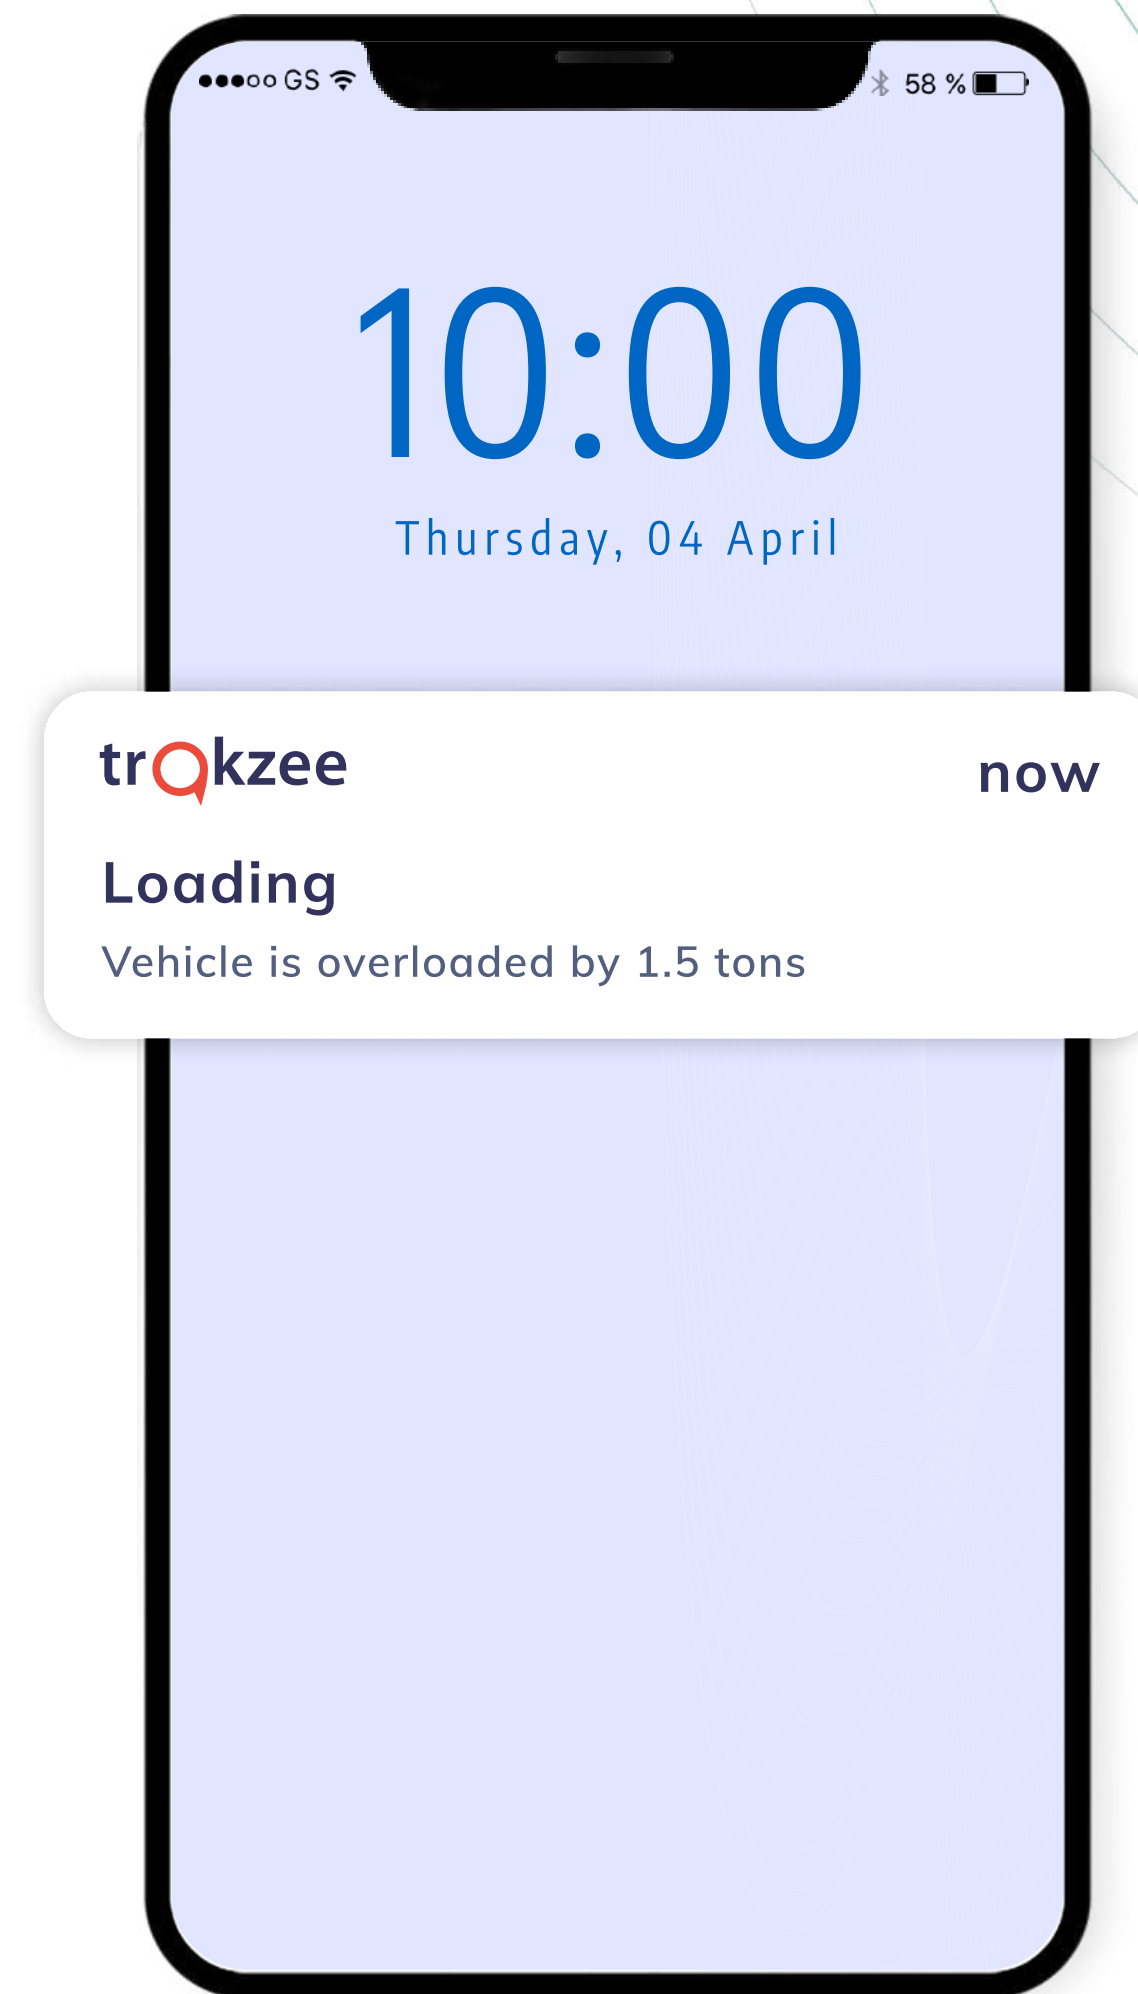 GS 58 %
10:00
Thursday, 04 April
trakzee now
Loading
Vehicle is overloaded by 1.5 tons